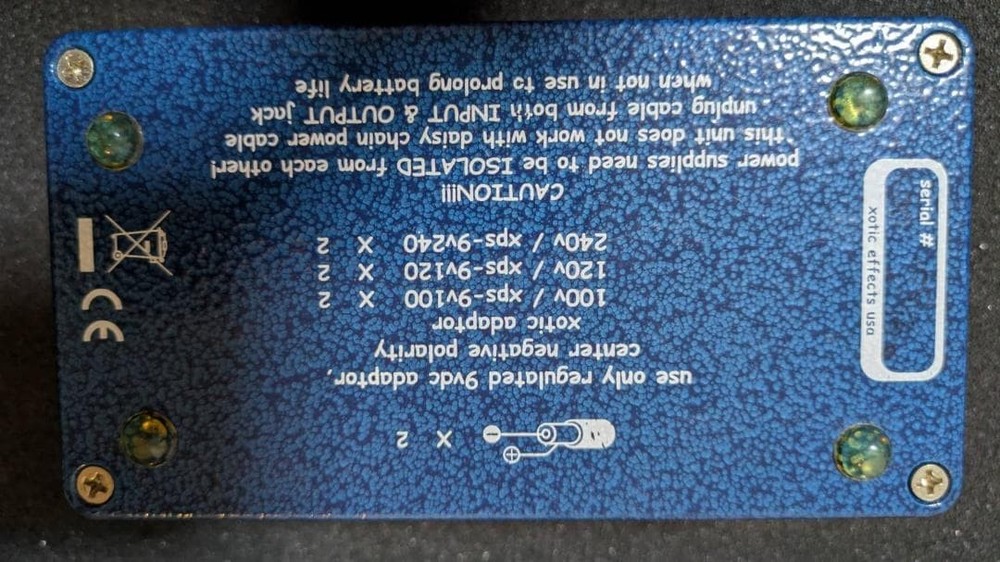 X 2
use only regulated 9vdc adaptor,
center negative polarity
xotic adaptor
100v / xps-9v100 X 2
120v / xps-9v120 X 2
240v / xps-9v240 X 2
CAUTION!!!
power supplies need to be ISOLATED from each other!
*this unit does not work with daisy chain power cable
unplug cable from both INPUT & OUTPUT jack
when not in use to prolong battery life
serial #
xotic effects usa
CE